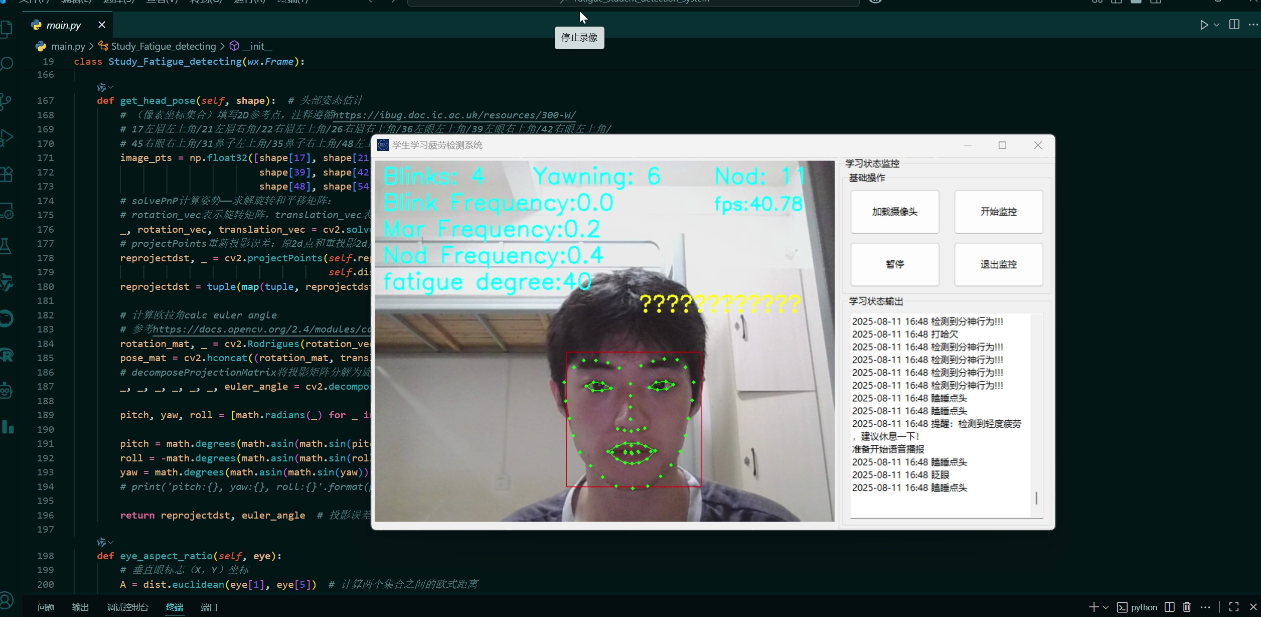 main.py ×
停止录像
main.py > Study_Fatigue_detecting > __init__
19 class Study_Fatigue_detecting(wx.Frame):
166
167 def get_head_pose(self, shape): # 头部姿态估计
168 # （像素坐标集合）填写2D参考点，注释遵循https://ibug.doc.ic.ac.uk/resources/300-W/
169 # 17左眉左上角/21左眉右角/22右眉左上角/26右眉右上角/36左眼左上角/39左眼右上角/42右眼左上角/
170 # 45右眼右上角/31鼻子左上角/35鼻子右上角/48左上
171 image_pts = np.float32([shape[17], shape[21
172 shape[39], shape[42
173 shape[48], shape[54
174 # solvePnP计算姿势——求解旋转和平移矩阵：
175 # rotation_vec表示旋转矩阵，translation_vec表
176 _, rotation_vec, translation_vec = cv2.solv
177 # projectPoints重新投影误差：原2d点和重投影2d点
178 reprojectdst, _ = cv2.projectPoints(self.rep
179 self.dis
180 reprojectdst = tuple(map(tuple, reprojectdst
181
182 # 计算欧拉角calc euler angle
183 # 参考https://docs.opencv.org/2.4/modules/ca
184 rotation_mat, _ = cv2.Rodrigues(rotation_vec
185 pose_mat = cv2.hconcat((rotation_mat, trans
186 # decomposeProjectionMatrix将投影矩阵分解为旋
187 _, _, _, _, _, _, euler_angle = cv2.decompo
188
189 pitch, yaw, roll = [math.radians(_) for _ in
190
191 pitch = math.degrees(math.asin(math.sin(pit
192 roll = -math.degrees(math.asin(math.sin(rol
193 yaw = math.degrees(math.asin(math.sin(yaw))
194 # print('pitch:{}, yaw:{}, roll:{}'.format(
195
196 return reprojectdst, euler_angle # 投影误差
197
198 def eye_aspect_ratio(self, eye):
199 # 垂直眼标志（X，Y）坐标
200 A = dist.euclidean(eye[1], eye[5]) # 计算两个集合之间的欧式距离
学生学习疲劳检测系统
Blinks: 4 Yawning: 6 Nod: 11
Blink Frequency:0.0 fps:40.78
Mar Frequency:0.2
Nod Frequency:0.4
fatigue degree:40
????????????
学习状态监控
基础操作
加载摄像头 开始监控
暂停 退出监控
学习状态输出
2025-08-11 16:48 检测到分神行为!!!
2025-08-11 16:48 打哈欠
2025-08-11 16:48 检测到分神行为!!!
2025-08-11 16:48 检测到分神行为!!!
2025-08-11 16:48 检测到分神行为!!!
2025-08-11 16:48 检测到分神行为!!!
2025-08-11 16:48 瞌睡点头
2025-08-11 16:48 瞌睡点头
2025-08-11 16:48 提醒：检测到轻度疲劳
，建议休息一下！
准备开始语音播报
2025-08-11 16:48 瞌睡点头
2025-08-11 16:48 眨眼
2025-08-11 16:48 瞌睡点头
问题 输出 调试控制台 终端 端口
python